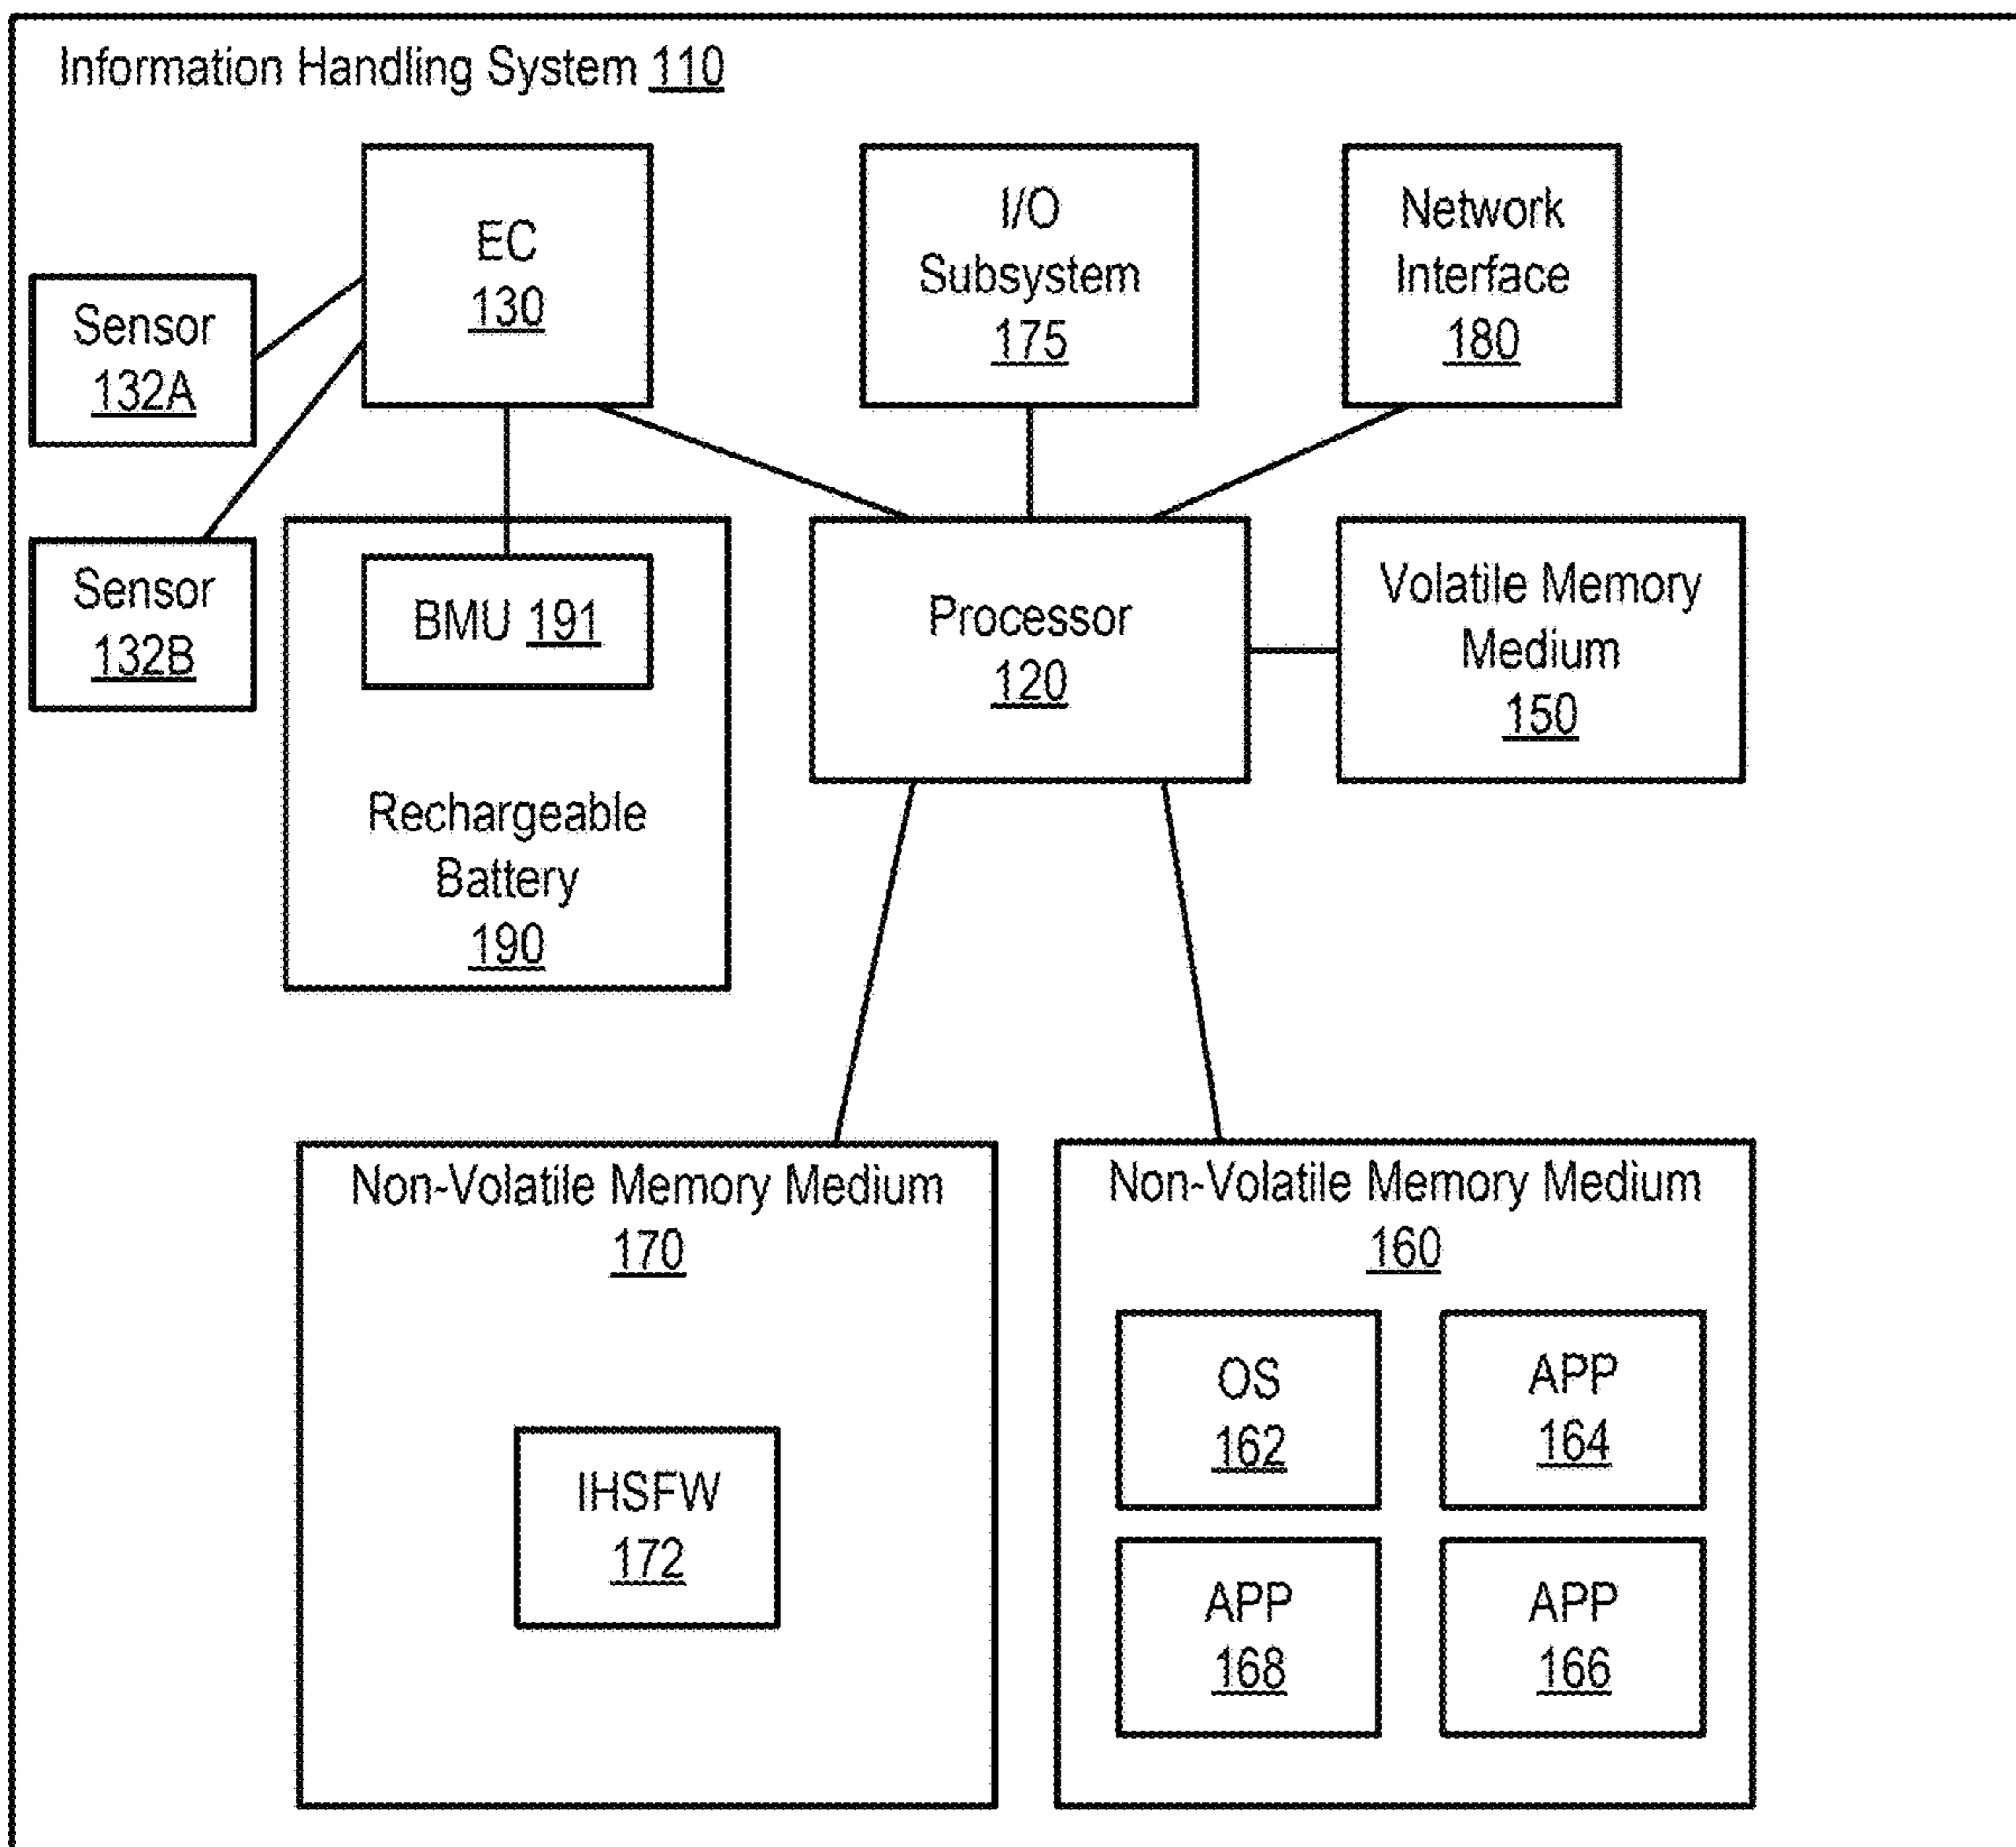 Information Handling System 110
EC
130
I/O
Subsystem
175
Network
Interface
180
Sensor
132A
Sensor
132B
BMU 191
Rechargeable
Battery
190
Processor
120
Volatile Memory
Medium
150
Non-Volatile Memory Medium
170
IHSFW
172
Non-Volatile Memory Medium
160
OS
162
APP
164
APP
168
APP
166